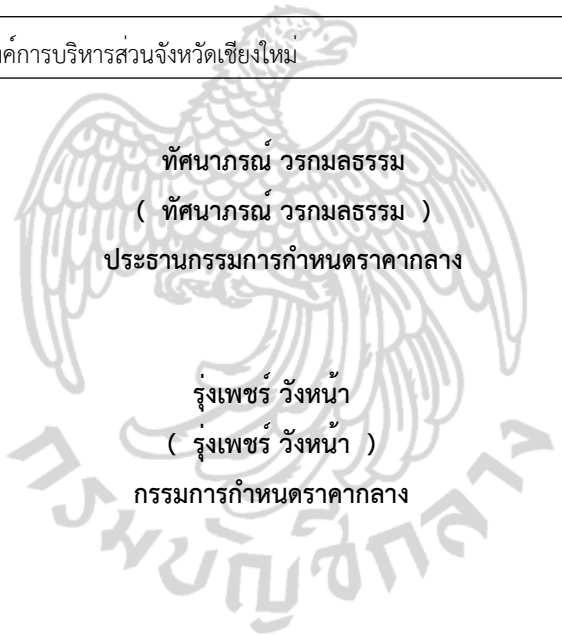 งค์การบริหารส่วนจังหวัดเชียงใหม่
ทัศนาภรณ์ วรกมลธรรม
( ทัศนาภรณ์ วรกมลธรรม )
ประธานกรรมการกำหนดราคากลาง
รุ่งเพชร์ วังหน้า
( รุ่งเพชร์ วังหน้า )
กรรมการกำหนดราคากลาง
กรมบัญชีกลาง